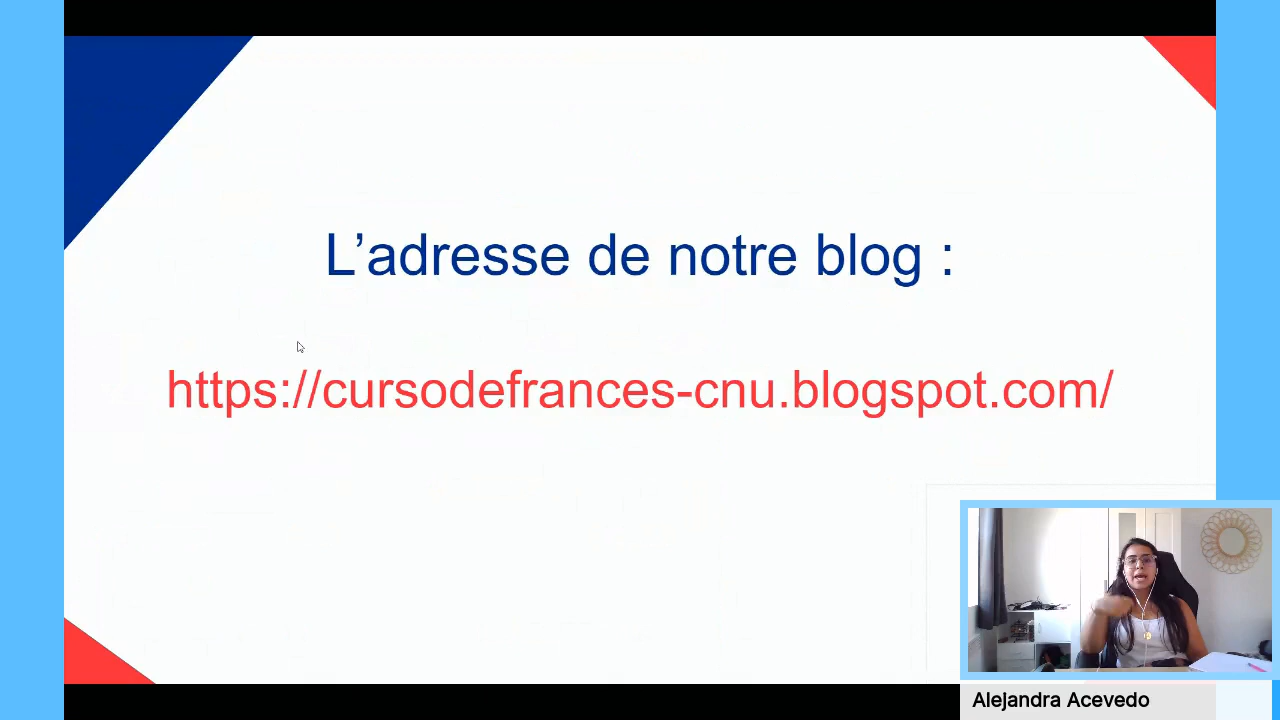 L’adresse de notre blog :
https://cursodefrances-cnu.blogspot.com/
Alejandra Acevedo